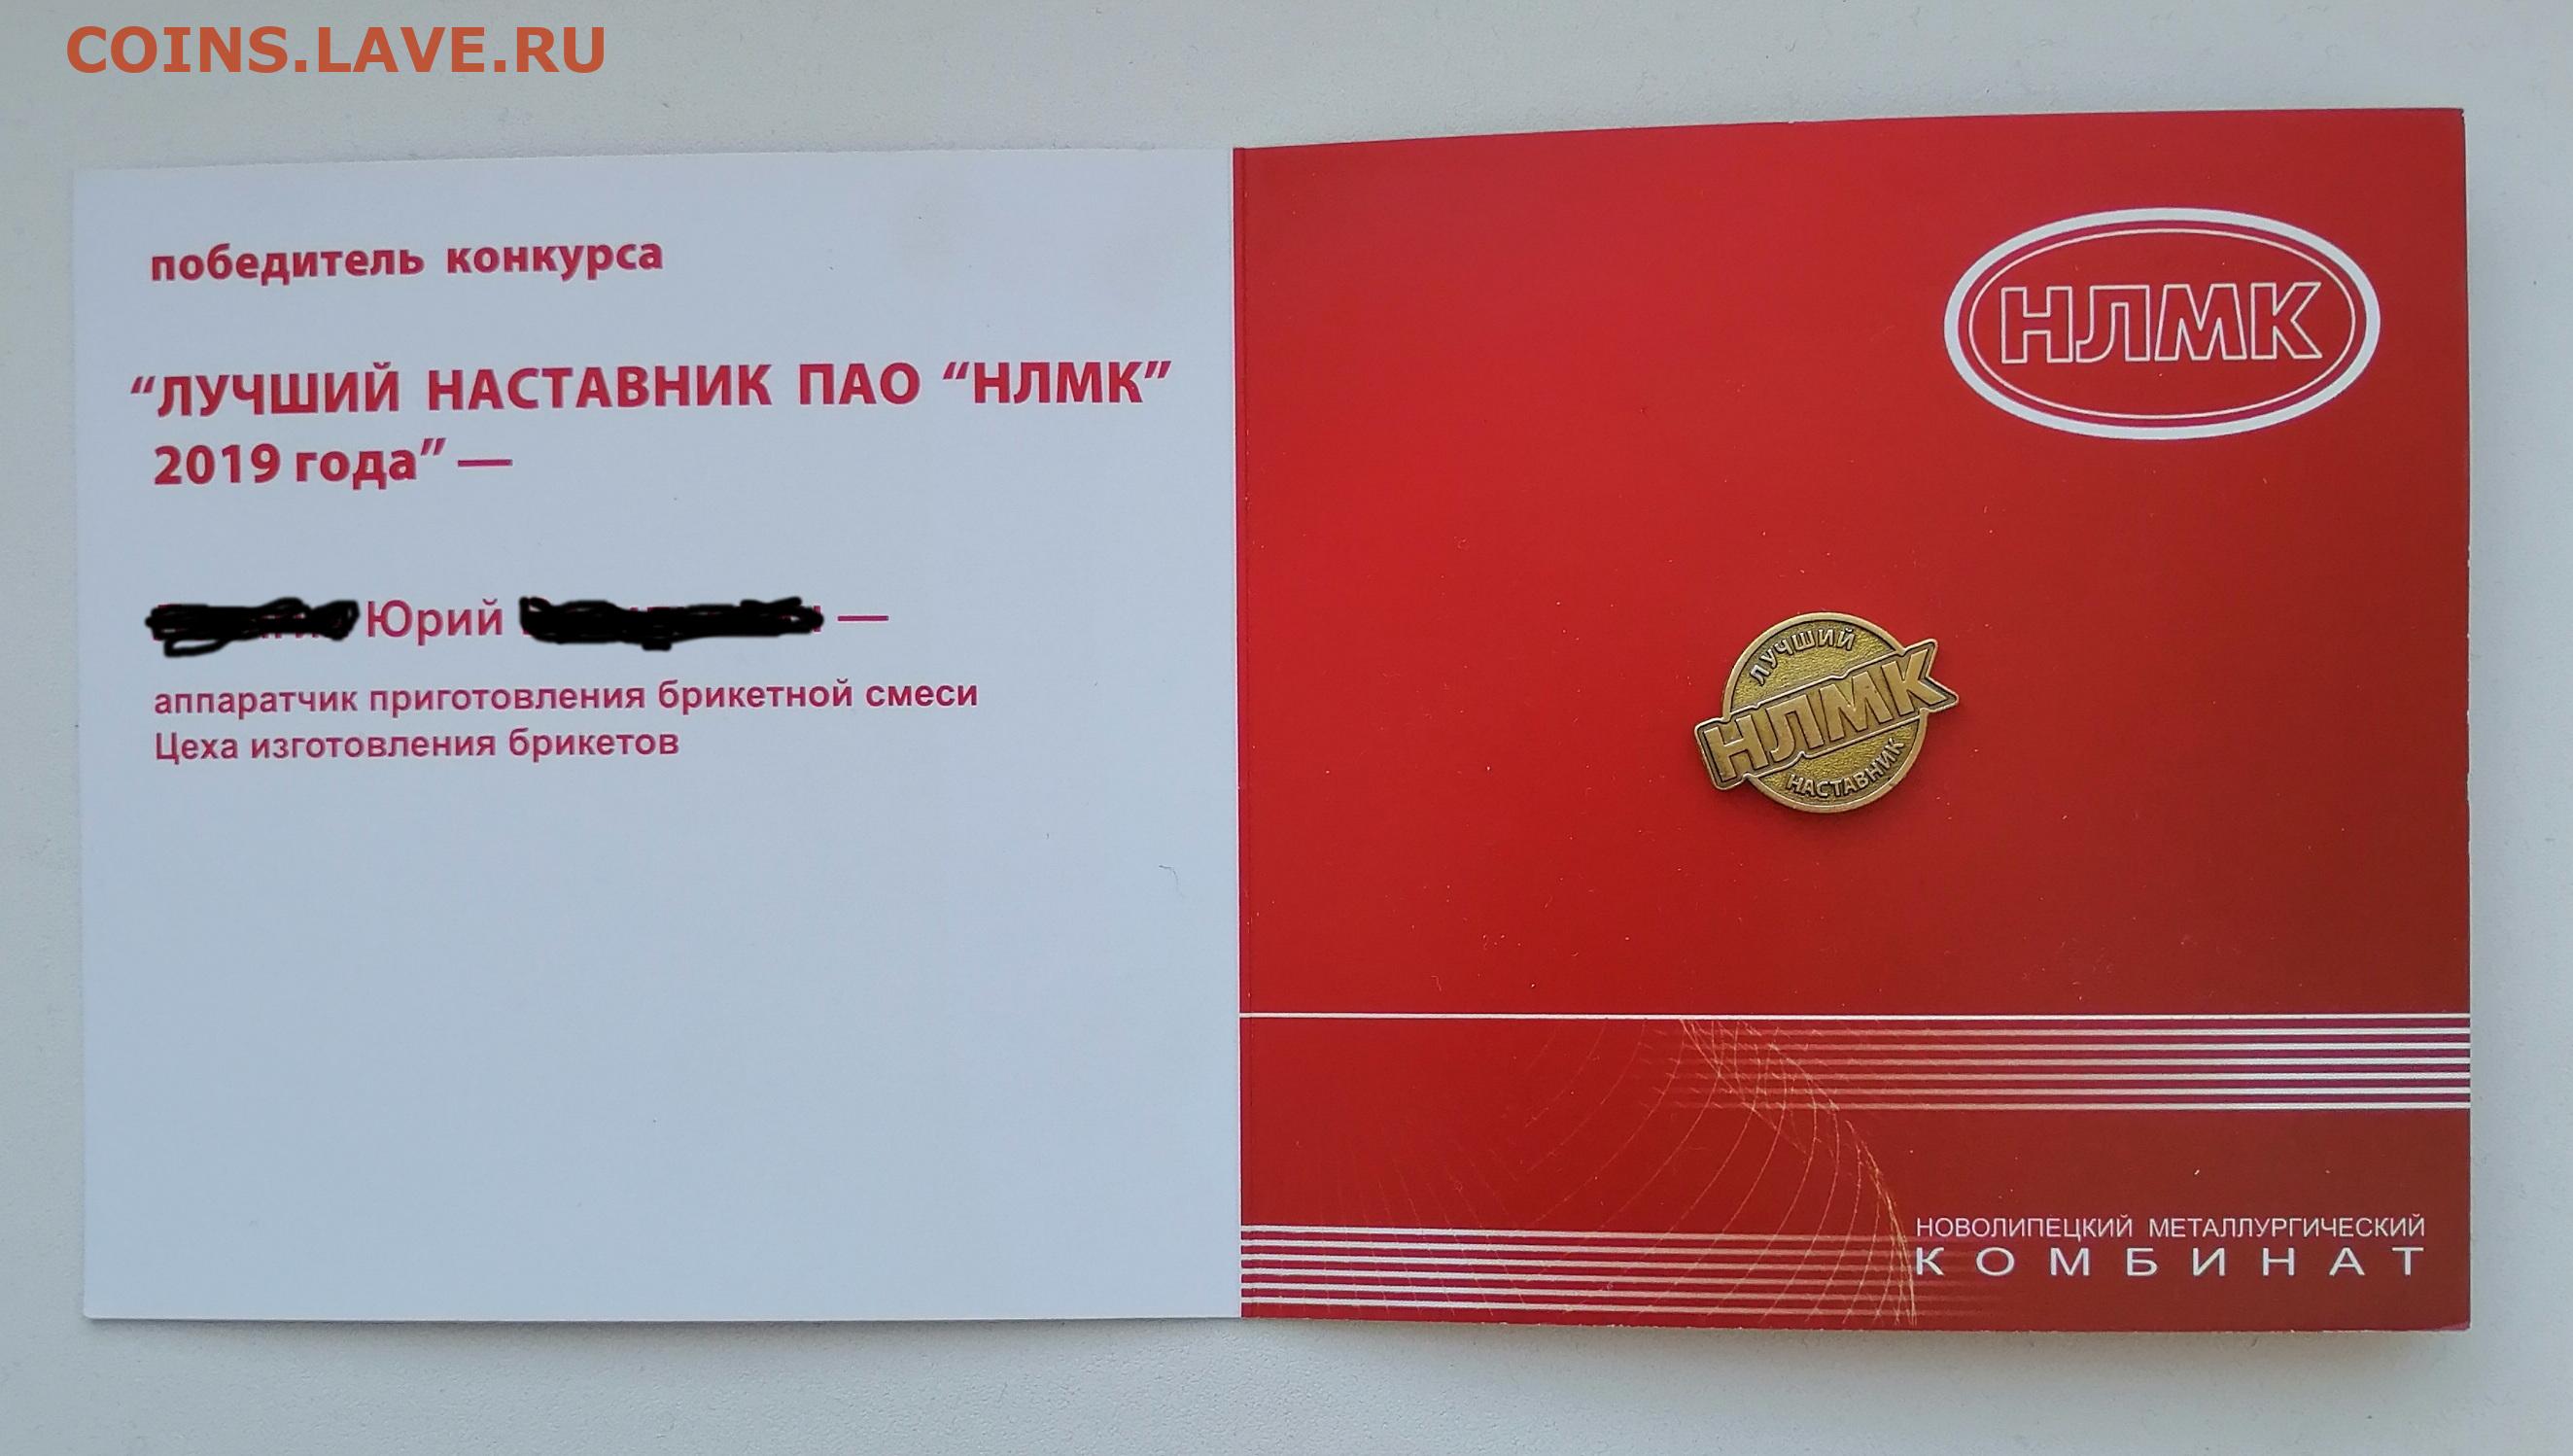 COINS.LAVE.RU
победитель конкурса
“ЛУЧШИЙ НАСТАВНИК ПАО “НЛМК”
2019 года” —
Юрий —
аппаратчик приготовления брикетной смеси
Цеха изготовления брикетов
НЛМК
ЛУЧШИЙ
НЛМК
НАСТАВНИК
НОВОЛИПЕЦКИЙ МЕТАЛЛУРГИЧЕСКИЙ
КОМБИНАТ